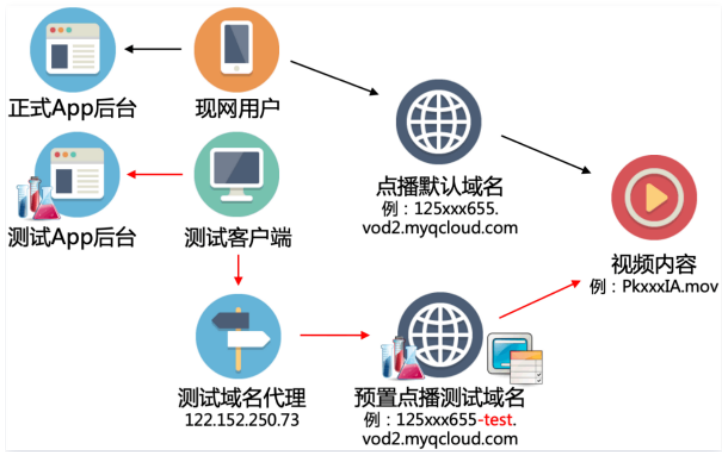 正式App后台
现网用户
点播默认域名
例：125xxx655.
vod2.myqcloud.com
测试App后台
测试客户端
视频内容
例：PkxxxIA.mov
测试域名代理
122.152.250.73
预置点播测试域名
例：125xxx655-test.
vod2.myqcloud.com